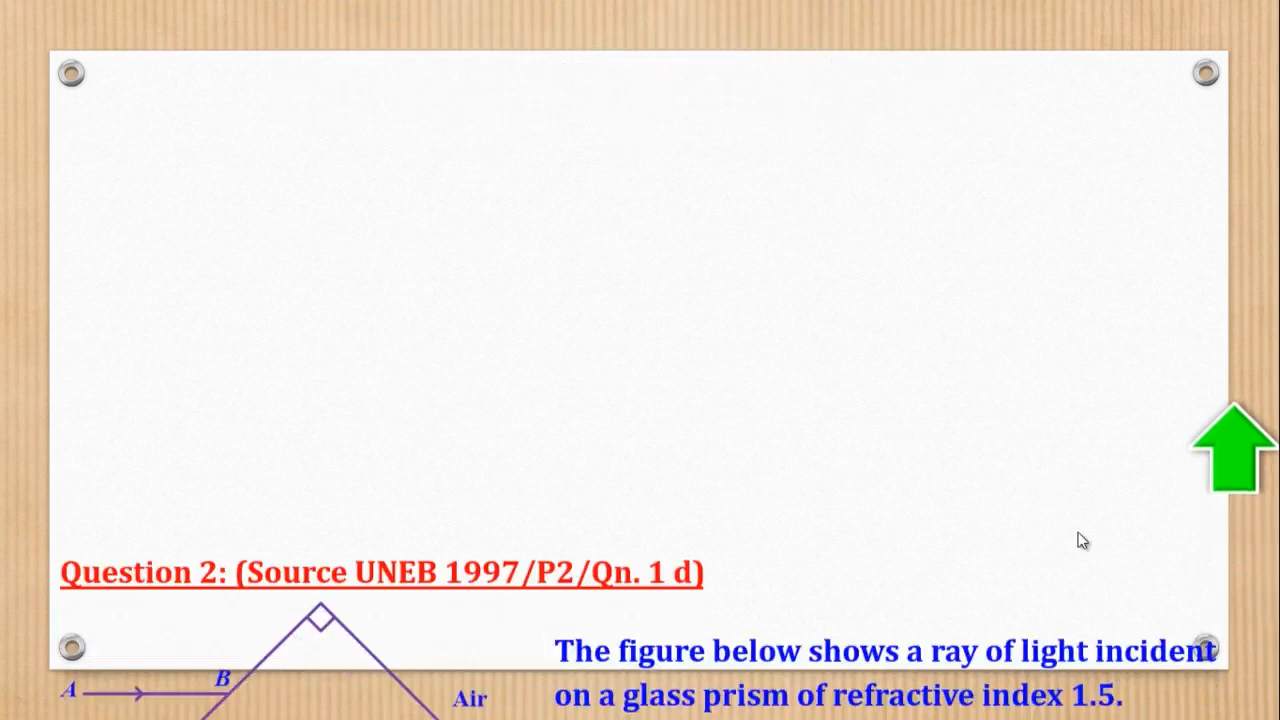 Question 2: (Source UNEB 1997/P2/Qn. 1 d)
The figure below shows a ray of light incident
on a glass prism of refractive index 1.5.
A
B
Air